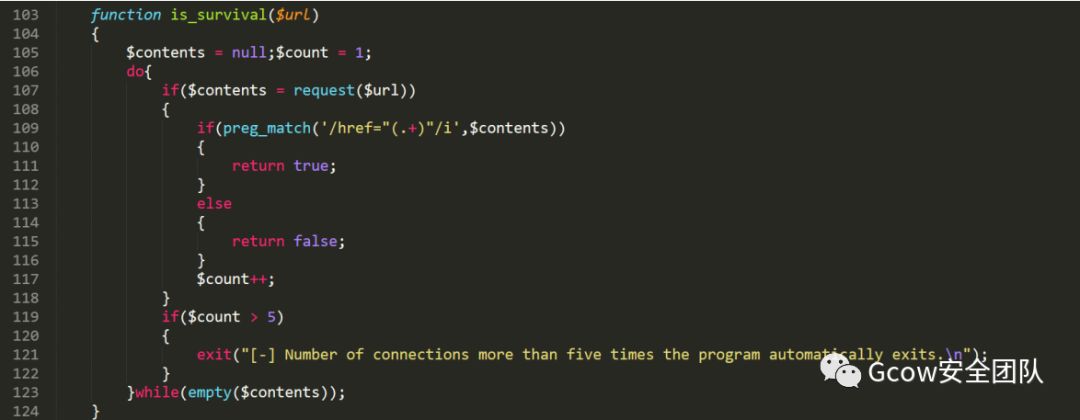 103 function is_survival($url)
104 {
105 $contents = null;$count = 1;
106 do{
107 if($contents = request($url))
108 {
109 if(preg_match('/href="(.+)"/i',$contents))
110 {
111 return true;
112 }
113 else
114 {
115 return false;
116 }
117 $count++;
118 }
119 if($count > 5)
120 {
121 exit("[-] Number of connections more than five times the program automatically exits.\n");
122 }
123 }while(empty($contents));
124 }
Gcow安全团队